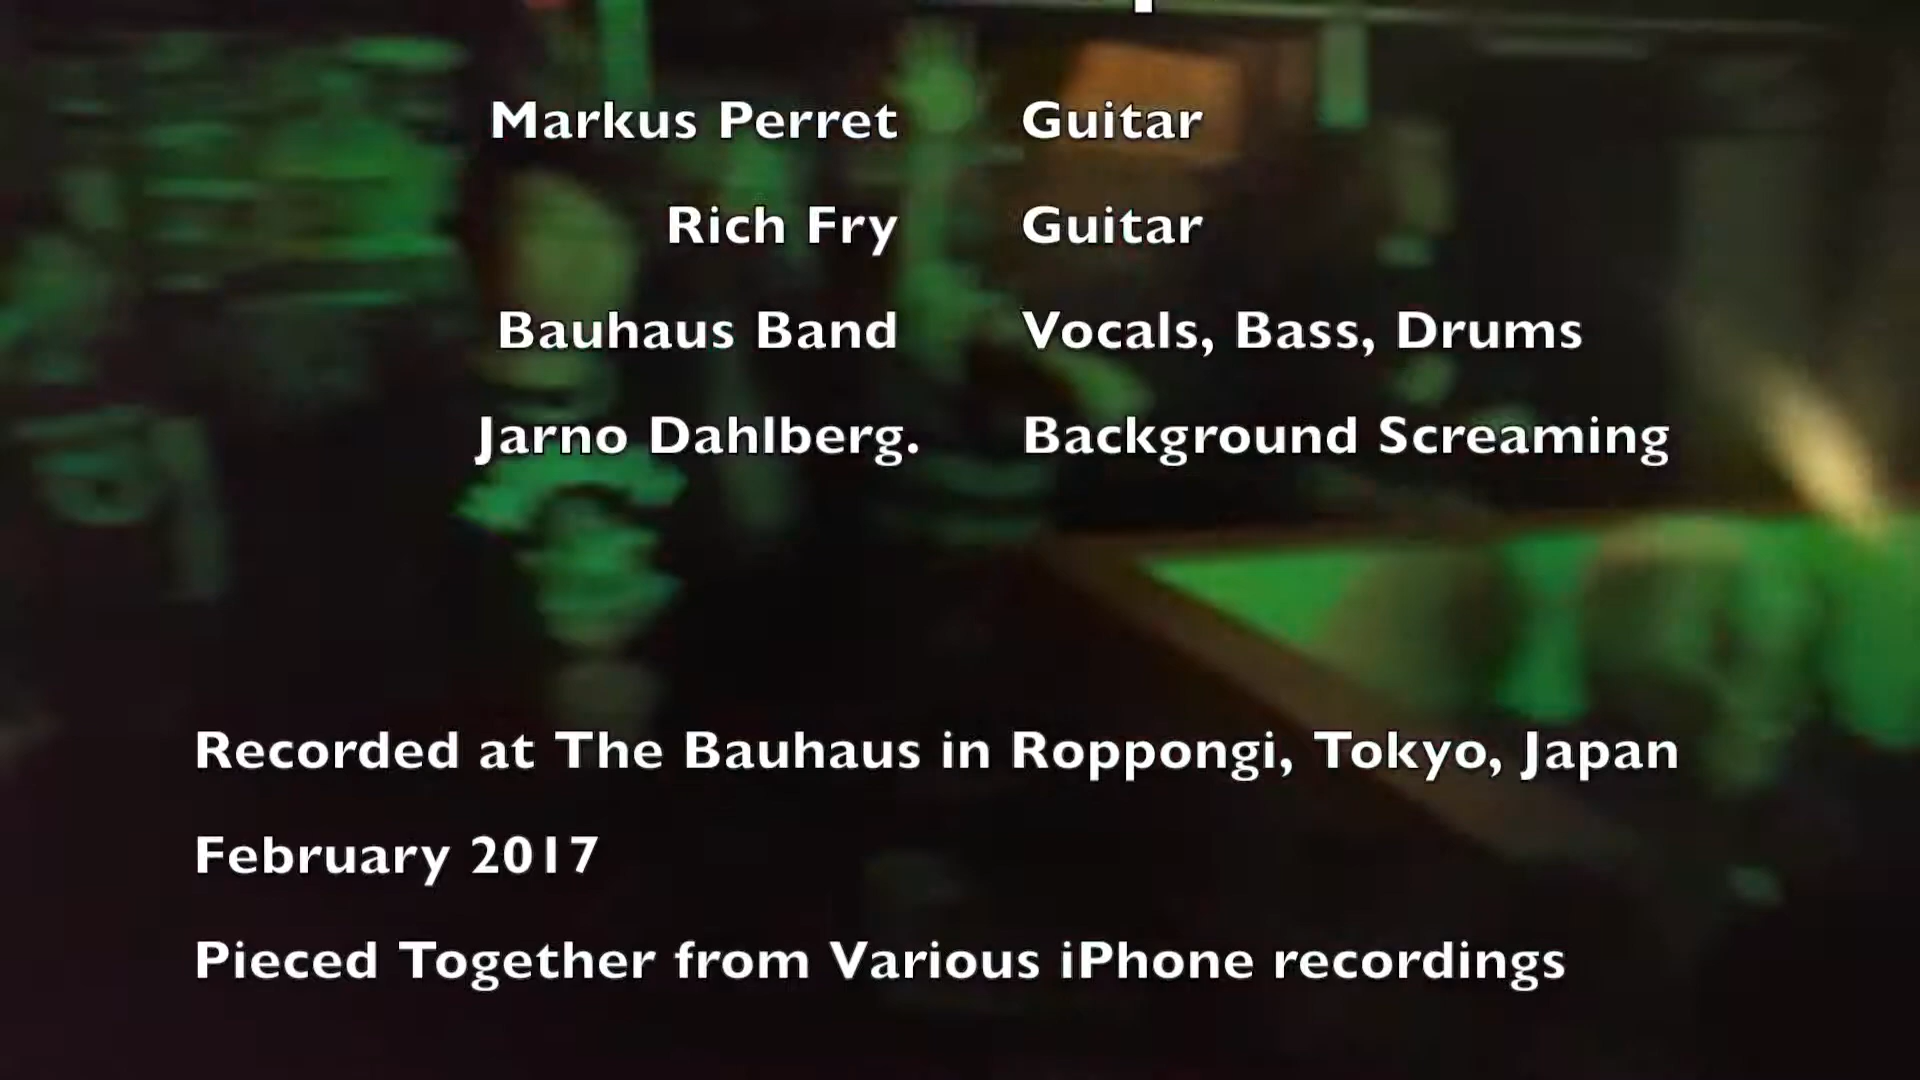 Markus Perret Guitar
Rich Fry Guitar
Bauhaus Band Vocals, Bass, Drums
Jarno Dahlberg. Background Screaming
Recorded at The Bauhaus in Roppongi, Tokyo, Japan
February 2017
Pieced Together from Various iPhone recordings